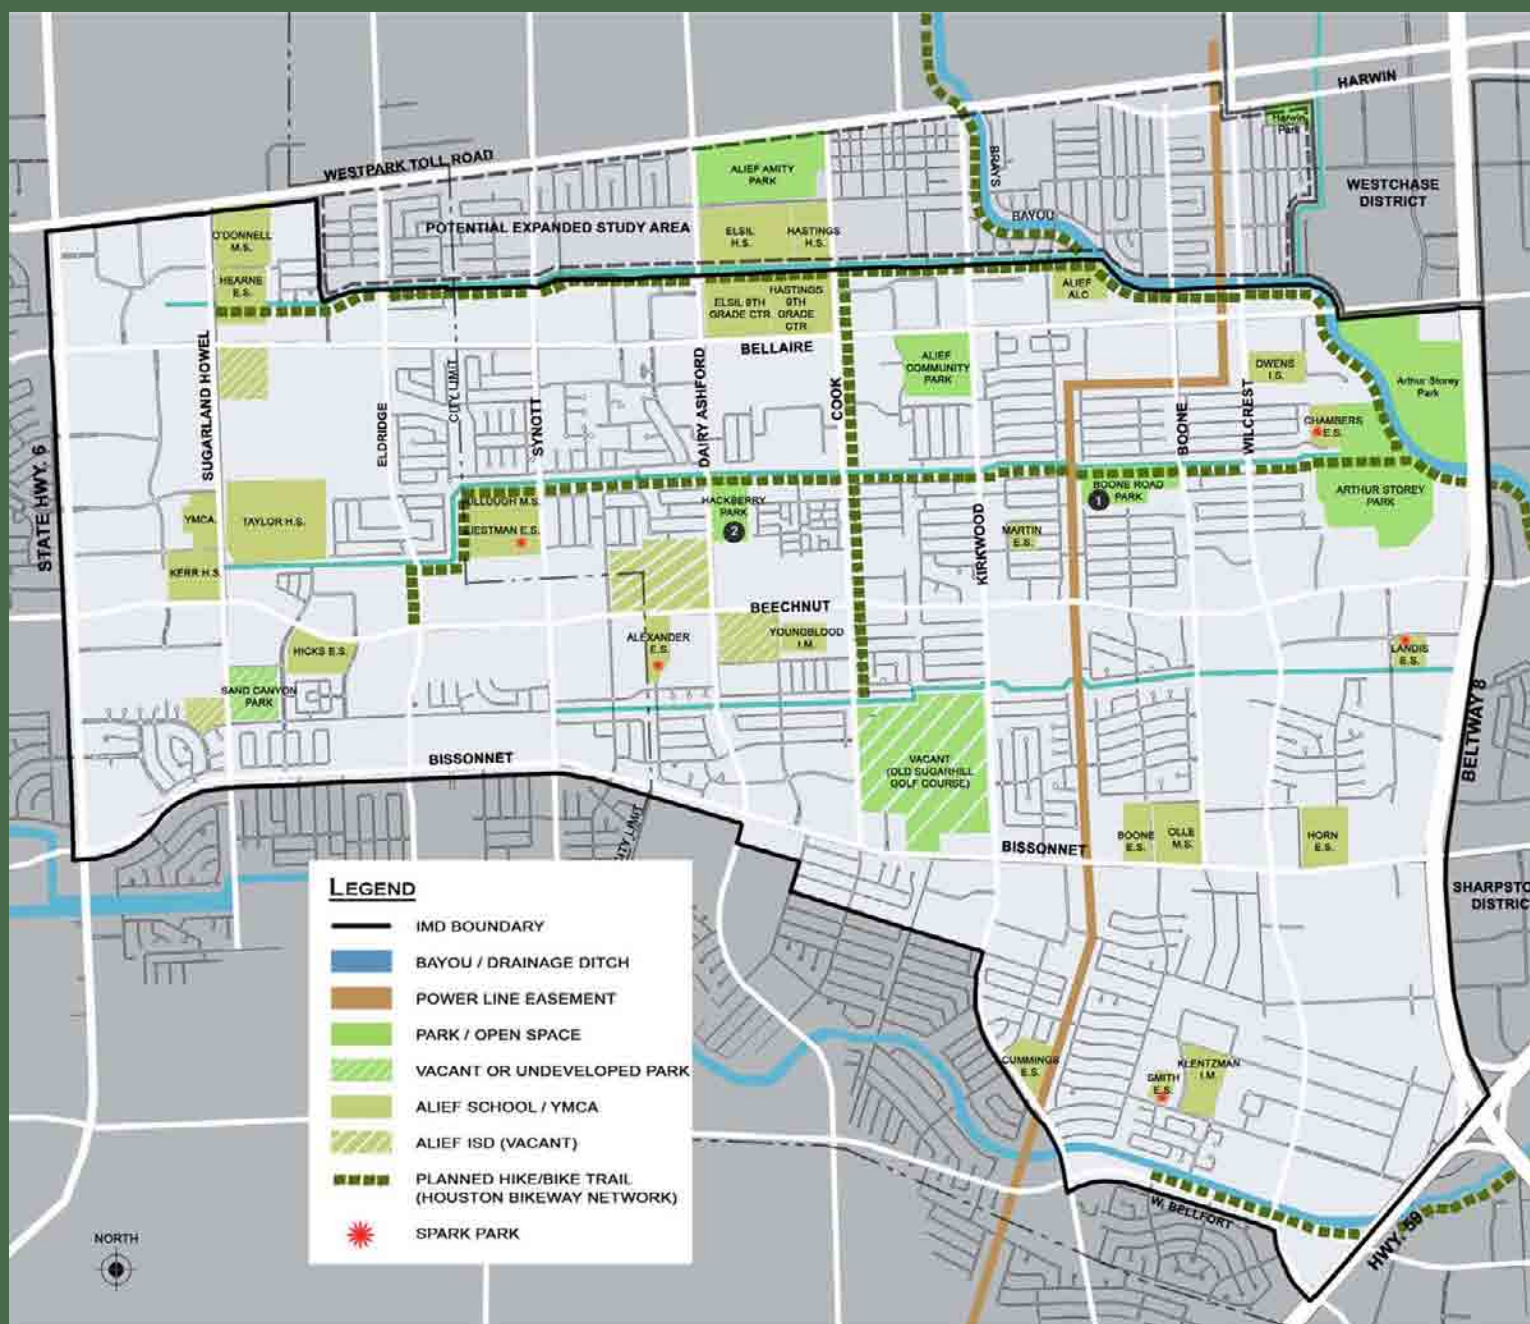 HARWIN
Harwin
Park
WESTPARK TOLL ROAD
BRAYS
BAYOU
ALIEF AMITY
PARK
WESTCHASE
DISTRICT
POTENTIAL EXPANDED STUDY AREA
ELSIL
H.S.
HASTINGS
H.S.
O'DONNELL
M.S.
HEARNE
E.S.
ELSIL 9TH
GRADE CTR
HASTINGS
9TH
GRADE
CTR
ALIEF
ALC
BELLAIRE
SUGARLAND HOWELL
ELDRIDGE
CITY LIMIT
SYNOTT
DAIRY ASHFORD
COOK
ALIEF
COMMUNITY
PARK
BOONE
WILCREST
OWENS
I.S.
Arthur Storey
Park
CHAMBERS
E.S.
STATE HWY. 6
YMCA
TAYLOR H.S.
KERR H.S.
M.S.
E.S.
HACKBERRY
PARK
2
KIRKWOOD
MARTIN
E.S.
BOONE ROAD
PARK
1
ARTHUR STOREY
PARK
BEECHNUT
HICKS E.S.
ALEXANDER
E.S.
YOUNGBLOOD
I.M.
LANDIS
E.S.
SAND CANYON
PARK
BISSONNET
VACANT
(OLD SUGARHILL
GOLF COURSE)
BELTWAY 8
BISSONNET
BOONE
E.S.
OLLE
M.S.
HORN
E.S.
CITY LIMIT
DISTRICT
CUMMINGS
E.S.
SMITH
E.S.
KLENTZMAN
I.M.
W. BELLFORT
HWY. 59
LEGEND
IMD BOUNDARY
BAYOU / DRAINAGE DITCH
POWER LINE EASEMENT
PARK / OPEN SPACE
VACANT OR UNDEVELOPED PARK
ALIEF SCHOOL / YMCA
ALIEF ISD (VACANT)
PLANNED HIKE/BIKE TRAIL
(HOUSTON BIKEWAY NETWORK)
SPARK PARK
NORTH